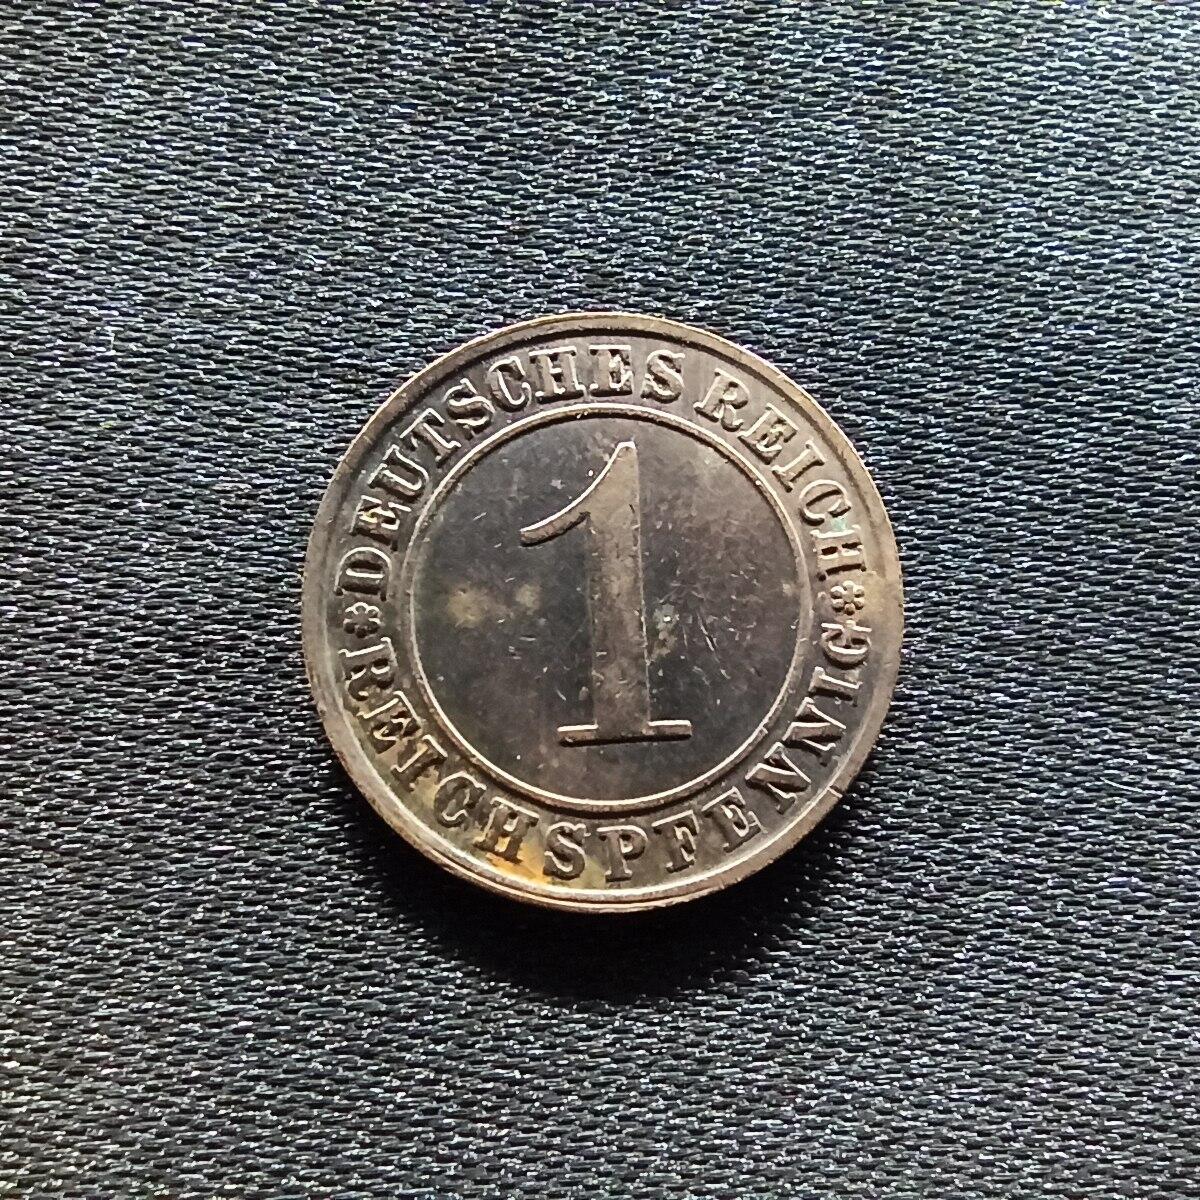 *DEUTSCHES REICH*
REICHSPFENNIG
1